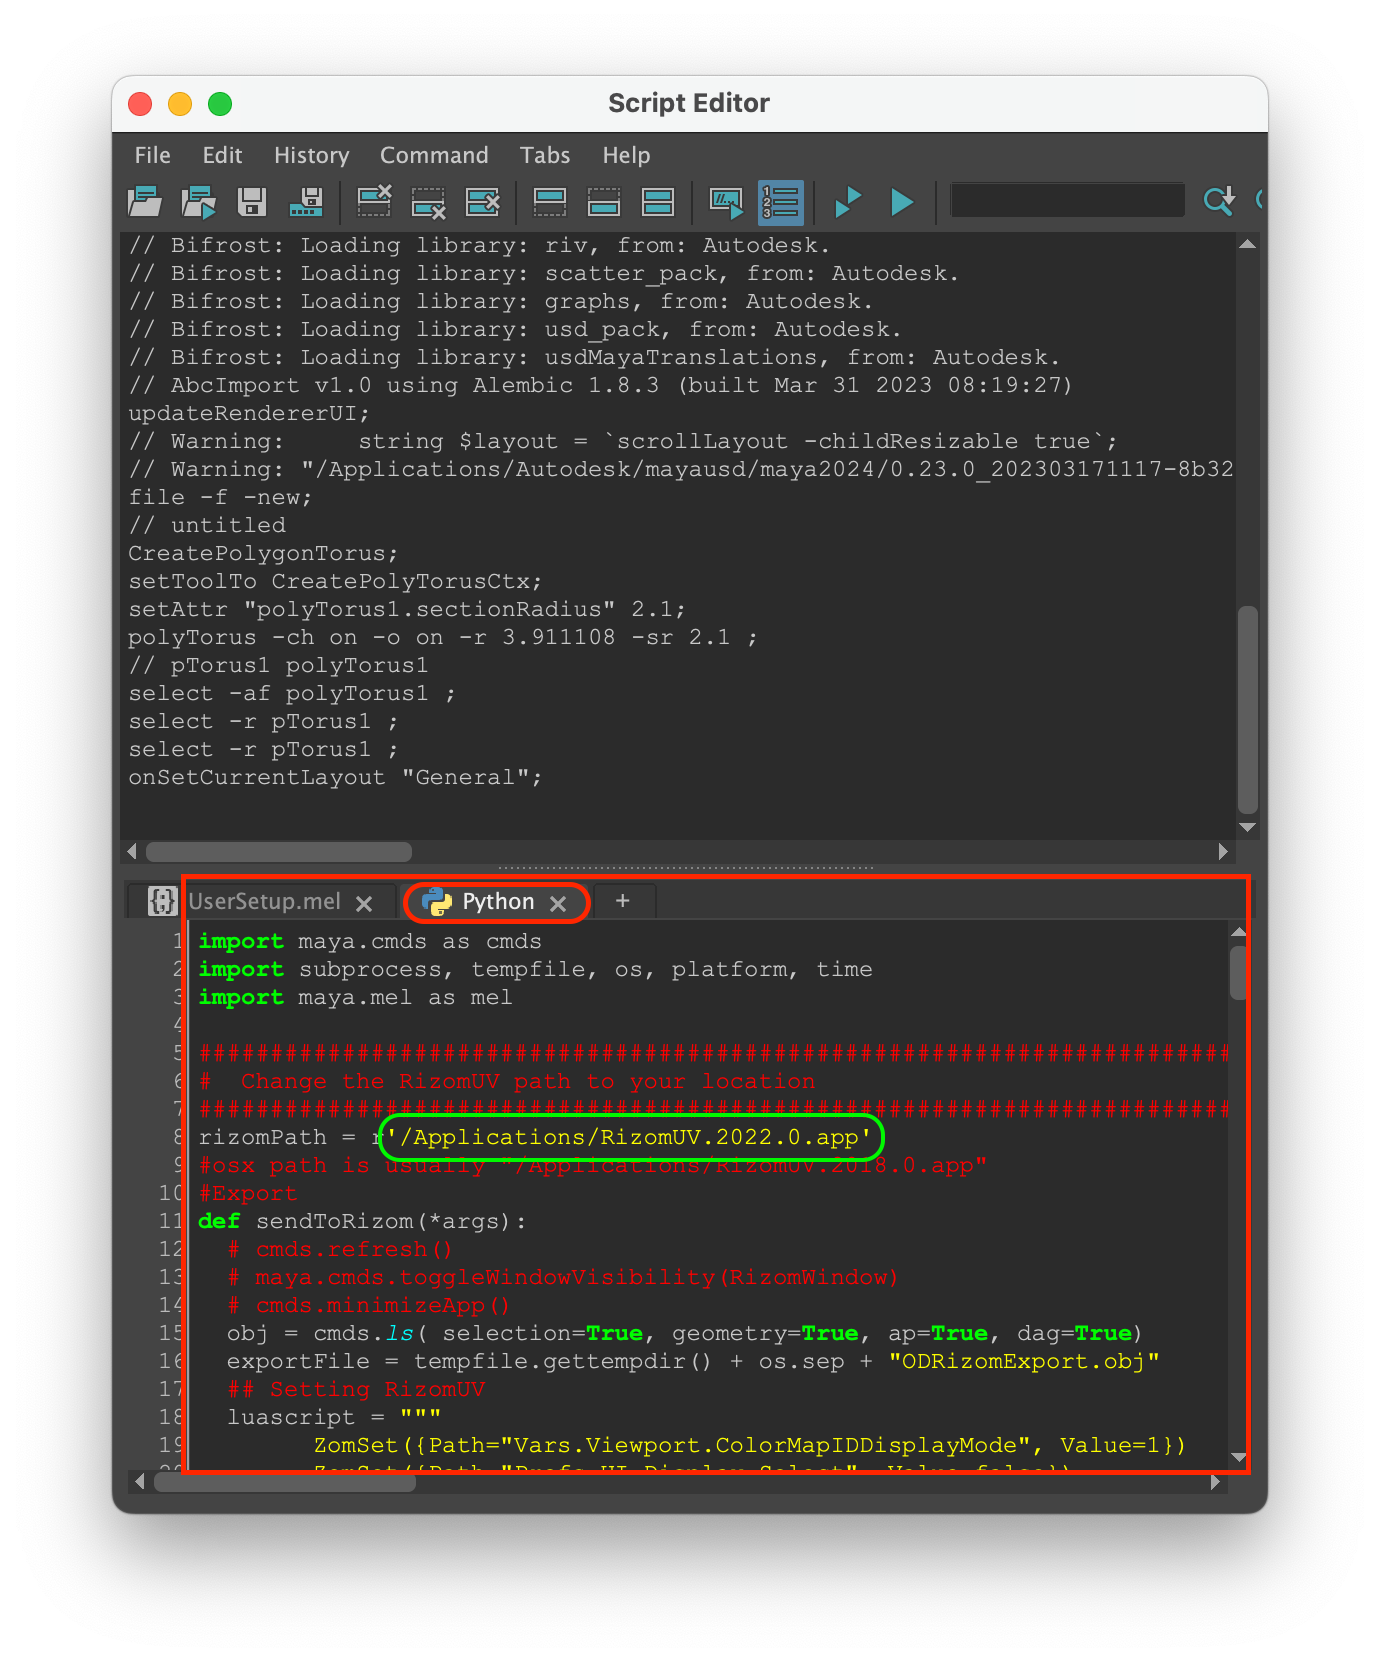 Script Editor
File Edit History Command Tabs Help
// Bifrost: Loading library: riv, from: Autodesk.
// Bifrost: Loading library: scatter_pack, from: Autodesk.
// Bifrost: Loading library: graphs, from: Autodesk.
// Bifrost: Loading library: usd_pack, from: Autodesk.
// Bifrost: Loading library: usdMayaTranslations, from: Autodesk.
// AbcImport v1.0 using Alembic 1.8.3 (built Mar 31 2023 08:19:27)
updateRendererUI;
// Warning:     string $layout = `scrollLayout -childResizable true`;
// Warning: "/Applications/Autodesk/mayausd/maya2024/0.23.0_202303171117-8b32
file -f -new;
// untitled
CreatePolygonTorus;
setToolTo CreatePolyTorusCtx;
setAttr "polyTorus1.sectionRadius" 2.1;
polyTorus -ch on -o on -r 3.911108 -sr 2.1 ;
// pTorus1 polyTorus1
select -af polyTorus1 ;
select -r pTorus1 ;
select -r pTorus1 ;
onSetCurrentLayout "General";
UserSetup.mel Python +
1 import maya.cmds as cmds
2 import subprocess, tempfile, os, platform, time
3 import maya.mel as mel
4
5 ########################################################################
6 #  Change the RizomUV path to your location
7 ########################################################################
8 rizomPath = r'/Applications/RizomUV.2022.0.app'
9 #osx path is usually "/Applications/RizomUV.2018.0.app"
10 #Export
11 def sendToRizom(*args):
12   # cmds.refresh()
13   # maya.cmds.toggleWindowVisibility(RizomWindow)
14   # cmds.minimizeApp()
15   obj = cmds.ls( selection=True, geometry=True, ap=True, dag=True)
16   exportFile = tempfile.gettempdir() + os.sep + "ODRizomExport.obj"
17   ## Setting RizomUV
18   luascript = """
19         ZomSet({Path="Vars.Viewport.ColorMapIDDisplayMode", Value=1})